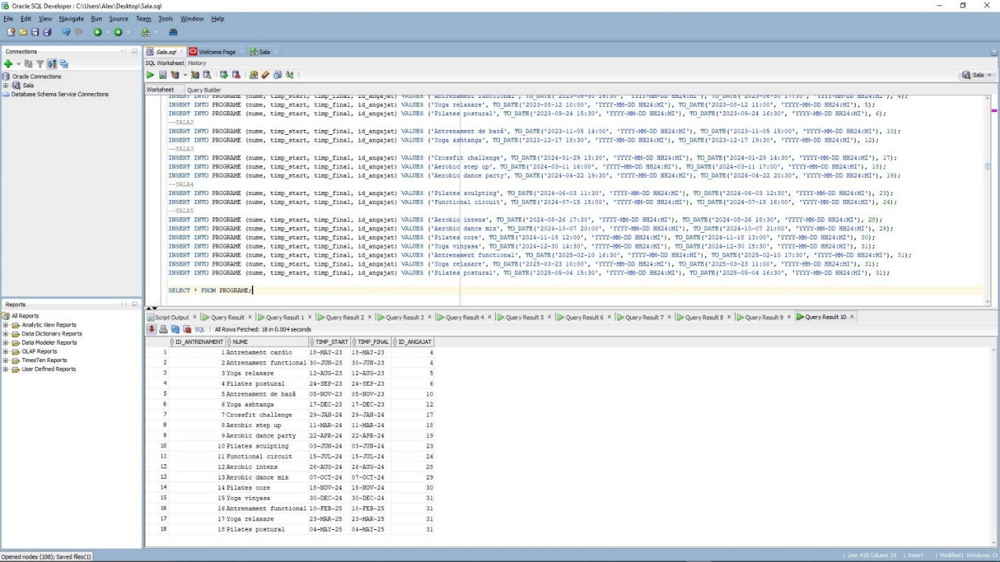 Oracle SQL Developer : C:\Users\Alex\Desktop\Sala.sql
File Edit View Navigate Run Source Team Tools Window Help
Connections
Oracle Connections
Sala
Database Schema Service Connections
Reports
All Reports
Analytic View Reports
Data Dictionary Reports
Data Modeler Reports
OLAP Reports
TimesTen Reports
User Defined Reports
Sala.sql Welcome Page Sala
SQL Worksheet History
Sala
Worksheet Query Builder
INSERT INTO PROGRAME (nume, timp_start, timp_final, id_angajat) VALUES ('Antrenament functional', TO_DATE('2023-06-30 16:30', 'YYYY-MM-DD HH24:MI'), TO_DATE('2023-06-30 17:30', 'YYYY-MM-DD HH24:MI'), 4);
INSERT INTO PROGRAME (nume, timp_start, timp_final, id_angajat) VALUES ('Yoga relaxare', TO_DATE('2023-08-12 10:00', 'YYYY-MM-DD HH24:MI'), TO_DATE('2023-08-12 11:00', 'YYYY-MM-DD HH24:MI'), 5);
INSERT INTO PROGRAME (nume, timp_start, timp_final, id_angajat) VALUES ('Pilates postural', TO_DATE('2023-09-24 15:30', 'YYYY-MM-DD HH24:MI'), TO_DATE('2023-09-24 16:30', 'YYYY-MM-DD HH24:MI'), 6);
--SALA2
INSERT INTO PROGRAME (nume, timp_start, timp_final, id_angajat) VALUES ('Antrenament de bază', TO_DATE('2023-11-05 14:00', 'YYYY-MM-DD HH24:MI'), TO_DATE('2023-11-05 15:00', 'YYYY-MM-DD HH24:MI'), 10);
INSERT INTO PROGRAME (nume, timp_start, timp_final, id_angajat) VALUES ('Yoga ashtanga', TO_DATE('2023-12-17 18:30', 'YYYY-MM-DD HH24:MI'), TO_DATE('2023-12-17 19:30', 'YYYY-MM-DD HH24:MI'), 12);
--SALA3
INSERT INTO PROGRAME (nume, timp_start, timp_final, id_angajat) VALUES ('Crossfit challenge', TO_DATE('2024-01-29 13:30', 'YYYY-MM-DD HH24:MI'), TO_DATE('2024-01-29 14:30', 'YYYY-MM-DD HH24:MI'), 17);
INSERT INTO PROGRAME (nume, timp_start, timp_final, id_angajat) VALUES ('Aerobic step up', TO_DATE('2024-03-11 16:00', 'YYYY-MM-DD HH24:MI'), TO_DATE('2024-03-11 17:00', 'YYYY-MM-DD HH24:MI'), 18);
INSERT INTO PROGRAME (nume, timp_start, timp_final, id_angajat) VALUES ('Aerobic dance party', TO_DATE('2024-04-22 19:30', 'YYYY-MM-DD HH24:MI'), TO_DATE('2024-04-22 20:30', 'YYYY-MM-DD HH24:MI'), 19);
--SALA4
INSERT INTO PROGRAME (nume, timp_start, timp_final, id_angajat) VALUES ('Pilates sculpting', TO_DATE('2024-06-03 11:30', 'YYYY-MM-DD HH24:MI'), TO_DATE('2024-06-03 12:30', 'YYYY-MM-DD HH24:MI'), 23);
INSERT INTO PROGRAME (nume, timp_start, timp_final, id_angajat) VALUES ('Functional circuit', TO_DATE('2024-07-15 15:00', 'YYYY-MM-DD HH24:MI'), TO_DATE('2024-07-15 16:00', 'YYYY-MM-DD HH24:MI'), 24);
--SALA5
INSERT INTO PROGRAME (nume, timp_start, timp_final, id_angajat) VALUES ('Aerobic intens', TO_DATE('2024-08-26 17:30', 'YYYY-MM-DD HH24:MI'), TO_DATE('2024-08-26 18:30', 'YYYY-MM-DD HH24:MI'), 28);
INSERT INTO PROGRAME (nume, timp_start, timp_final, id_angajat) VALUES ('Aerobic dance mix', TO_DATE('2024-10-07 20:00', 'YYYY-MM-DD HH24:MI'), TO_DATE('2024-10-07 21:00', 'YYYY-MM-DD HH24:MI'), 29);
INSERT INTO PROGRAME (nume, timp_start, timp_final, id_angajat) VALUES ('Pilates core', TO_DATE('2024-11-18 12:00', 'YYYY-MM-DD HH24:MI'), TO_DATE('2024-11-18 13:00', 'YYYY-MM-DD HH24:MI'), 30);
INSERT INTO PROGRAME (nume, timp_start, timp_final, id_angajat) VALUES ('Yoga vinyasa', TO_DATE('2024-12-30 14:30', 'YYYY-MM-DD HH24:MI'), TO_DATE('2024-12-30 15:30', 'YYYY-MM-DD HH24:MI'), 31);
INSERT INTO PROGRAME (nume, timp_start, timp_final, id_angajat) VALUES ('Antrenament functional', TO_DATE('2025-02-10 16:30', 'YYYY-MM-DD HH24:MI'), TO_DATE('2025-02-10 17:30', 'YYYY-MM-DD HH24:MI'), 31);
INSERT INTO PROGRAME (nume, timp_start, timp_final, id_angajat) VALUES ('Yoga relaxare', TO_DATE('2025-03-23 10:00', 'YYYY-MM-DD HH24:MI'), TO_DATE('2025-03-23 11:00', 'YYYY-MM-DD HH24:MI'), 31);
INSERT INTO PROGRAME (nume, timp_start, timp_final, id_angajat) VALUES ('Pilates postural', TO_DATE('2025-05-04 15:30', 'YYYY-MM-DD HH24:MI'), TO_DATE('2025-05-04 16:30', 'YYYY-MM-DD HH24:MI'), 31);
SELECT * FROM PROGRAME;
Script Output Query Result Query Result 1 Query Result 2 Query Result 3 Query Result 4 Query Result 5 Query Result 6 Query Result 7 Query Result 8 Query Result 9 Query Result 10
SQL | All Rows Fetched: 18 in 0.004 seconds
ID_ANTRENAMENT NUME TIMP_START TIMP_FINAL ID_ANGAJAT
1 1 Antrenament cardio 18-MAY-23 18-MAY-23 4
2 2 Antrenament functional 30-JUN-23 30-JUN-23 4
3 3 Yoga relaxare 12-AUG-23 12-AUG-23 5
4 4 Pilates postural 24-SEP-23 24-SEP-23 6
5 5 Antrenament de bază 05-NOV-23 05-NOV-23 10
6 6 Yoga ashtanga 17-DEC-23 17-DEC-23 12
7 7 Crossfit challenge 29-JAN-24 29-JAN-24 17
8 8 Aerobic step up 11-MAR-24 11-MAR-24 18
9 9 Aerobic dance party 22-APR-24 22-APR-24 19
10 10 Pilates sculpting 03-JUN-24 03-JUN-24 23
11 11 Functional circuit 15-JUL-24 15-JUL-24 24
12 12 Aerobic intens 26-AUG-24 26-AUG-24 28
13 13 Aerobic dance mix 07-OCT-24 07-OCT-24 29
14 14 Pilates core 18-NOV-24 18-NOV-24 30
15 15 Yoga vinyasa 30-DEC-24 30-DEC-24 31
16 16 Antrenament functional 10-FEB-25 10-FEB-25 31
17 17 Yoga relaxare 23-MAR-25 23-MAR-25 31
18 18 Pilates postural 04-MAY-25 04-MAY-25 31
Opened nodes (108); Saved files(1)
Line 418 Column 24 | Insert | Modified | Windows: Cl